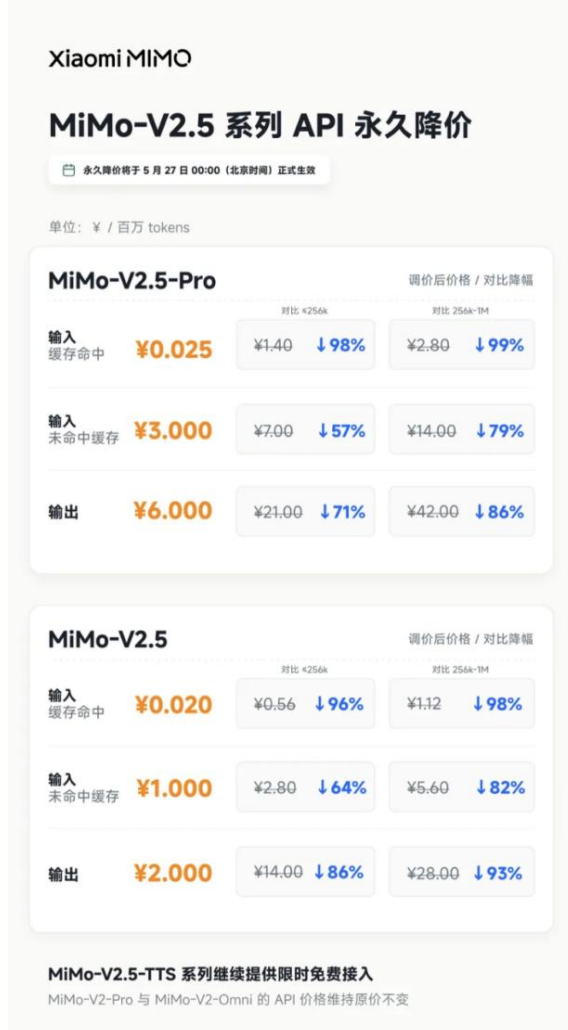 Xiaomi MIMO
MiMo-V2.5 系列 API 永久降价
永久降价将于 5 月 27 日 00:00（北京时间）正式生效
单位：¥ / 百万 tokens
MiMo-V2.5-Pro 调价后价格 / 对比降幅
对比 ≤256k 对比 256k-1M
输入
缓存命中 ¥0.025 ¥1.40 ↓98% ¥2.80 ↓99%
输入
未命中缓存 ¥3.000 ¥7.00 ↓57% ¥14.00 ↓79%
输出 ¥6.000 ¥21.00 ↓71% ¥42.00 ↓86%
MiMo-V2.5 调价后价格 / 对比降幅
对比 ≤256k 对比 256k-1M
输入
缓存命中 ¥0.020 ¥0.56 ↓96% ¥1.12 ↓98%
输入
未命中缓存 ¥1.000 ¥2.80 ↓64% ¥5.60 ↓82%
输出 ¥2.000 ¥14.00 ↓86% ¥28.00 ↓93%
MiMo-V2.5-TTS 系列继续提供限时免费接入
MiMo-V2-Pro 与 MiMo-V2-Omni 的 API 价格维持原价不变